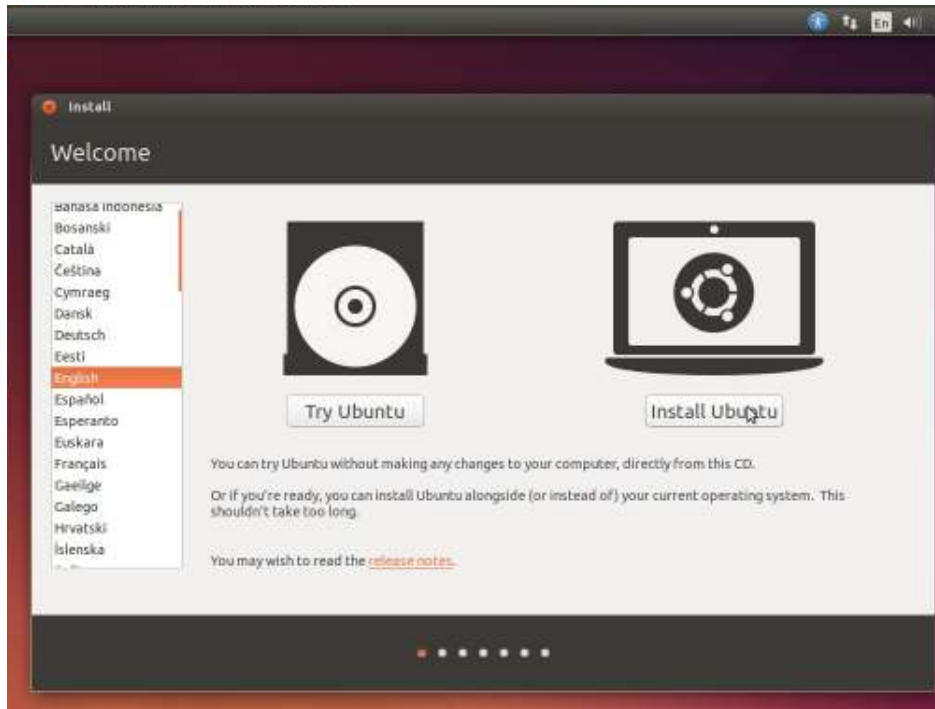 En
Install
Welcome
Bahasa Indonesia
Bosanski
Català
Čeština
Cymraeg
Dansk
Deutsch
Eesti
English
Español
Esperanto
Euskara
Français
Gaeilge
Galego
Hrvatski
Íslenska
Try Ubuntu
Install Ubuntu
You can try Ubuntu without making any changes to your computer, directly from this CD.
Or if you're ready, you can install Ubuntu alongside (or instead of) your current operating system. This
shouldn't take too long.
You may wish to read the release notes.